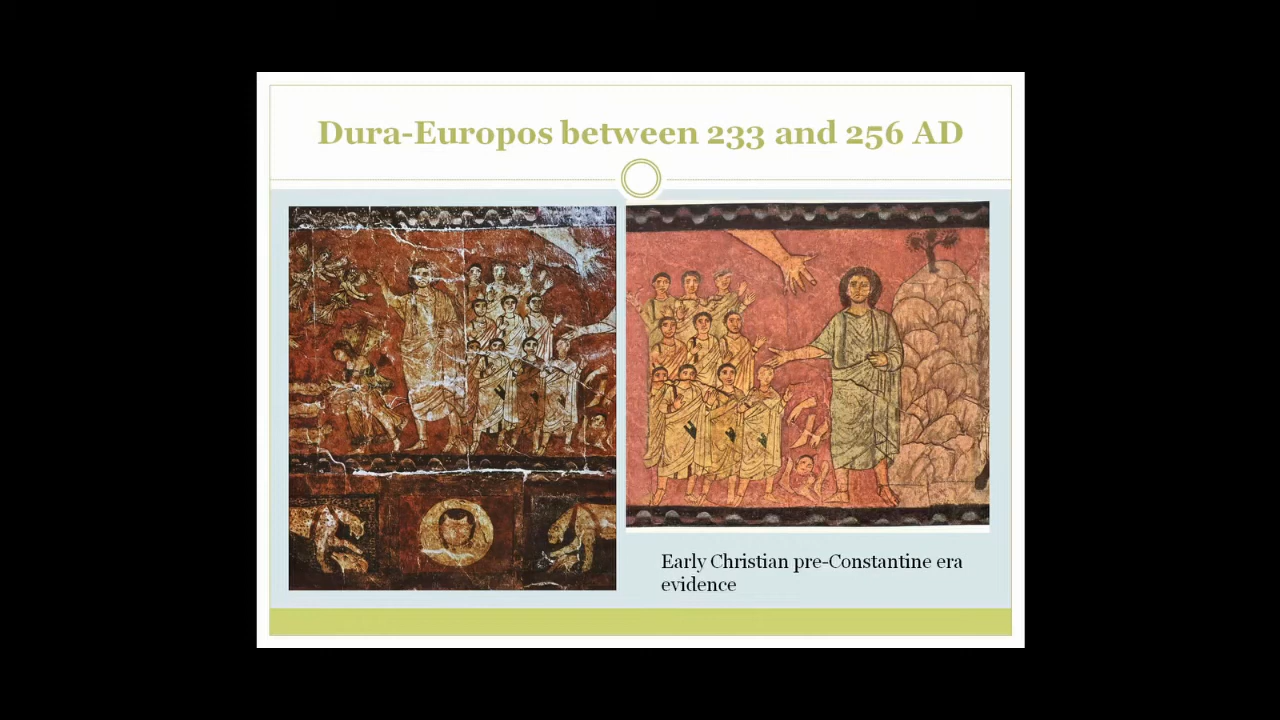 Dura-Europos between 233 and 256 AD
Early Christian pre-Constantine era
evidence